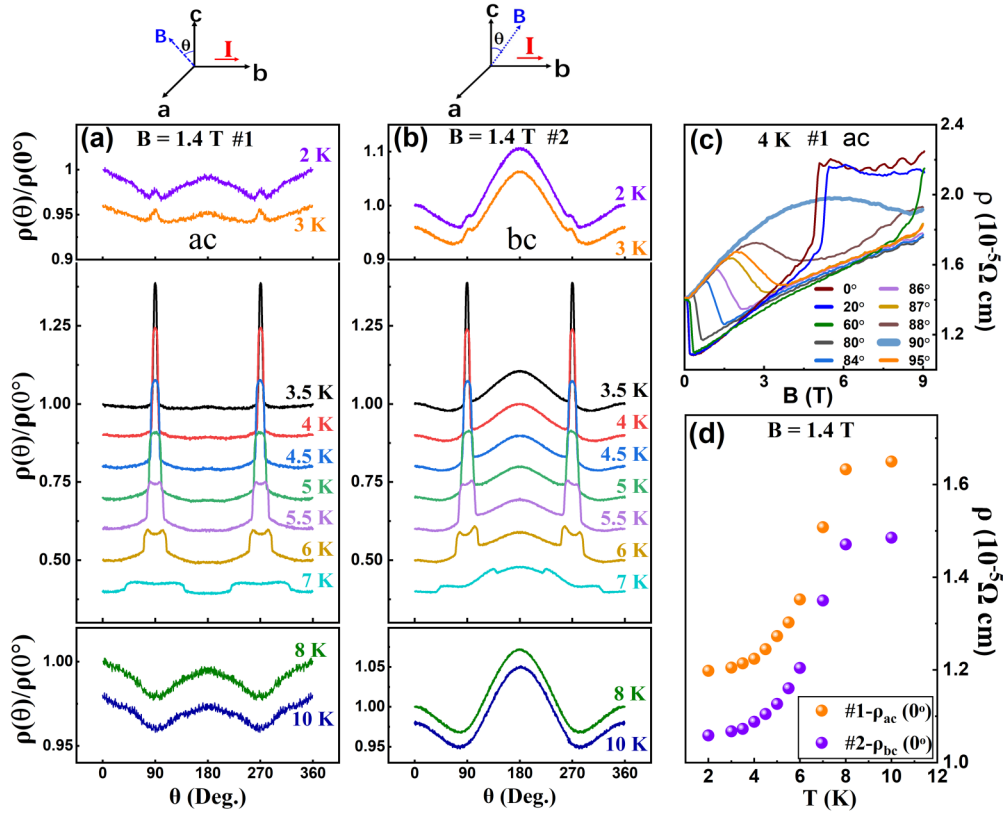 c
B
θ
I
b
a
c
B
θ
I
b
a
(a) B = 1.4 T #1
ρ(θ)/ρ(0°)
1
0.95
0.9
2 K
3 K
ac
ρ(θ)/ρ(0°)
1.25
1.00
0.75
0.50
3.5 K
4 K
4.5 K
5 K
5.5 K
6 K
7 K
ρ(θ)/ρ(0°)
1.00
0.95
8 K
10 K
0 90 180 270 360
θ (Deg.)
(b) B = 1.4 T #2
1.1
1.0
0.9
2 K
3 K
bc
1.25
1.00
0.75
0.50
3.5 K
4 K
4.5 K
5 K
5.5 K
6 K
7 K
1.05
1.00
0.95
8 K
10 K
0 90 180 270 360
θ (Deg.)
(c) 4 K #1 ac
2.4
2.0
1.6
1.2
ρ (10⁻⁵Ω cm)
0° 86°
20° 87°
60° 88°
80° 90°
84° 95°
0 3 6 9
B (T)
(d) B = 1.4 T
1.6
1.4
1.2
1.0
ρ (10⁻⁵Ω cm)
#1-ρac (0°)
#2-ρbc (0°)
2 4 6 8 10 12
T (K)